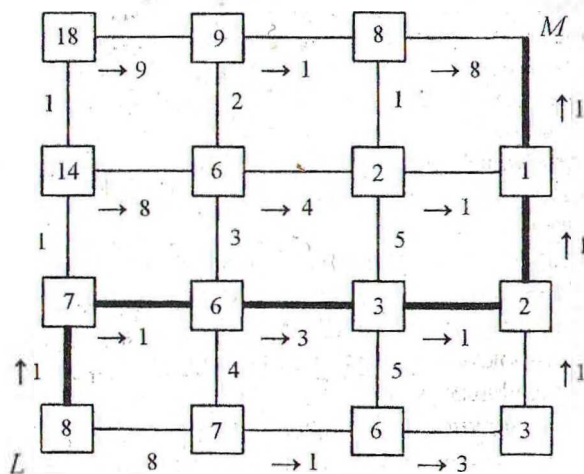 18 9 8 M
→ 9 → 1 → 8
1 2 1 ↑ 1
14 6 2 1
→ 8 → 4 → 1
1 3 5 ↑ 1
7 6 3 2
→ 1 → 3 → 1
↑ 1 4 5 ↑ 1
8 7 6 3
L 8 → 1 → 3